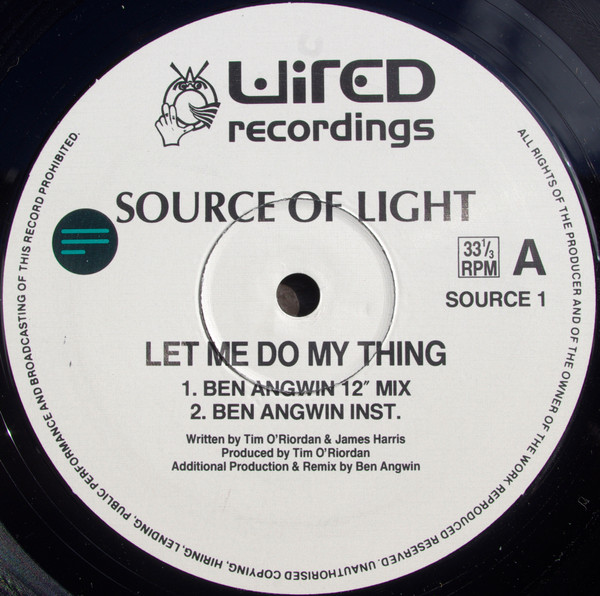 WiRED
recordings
SOURCE OF LIGHT
33⅓
RPM
A
SOURCE 1
LET ME DO MY THING
1. BEN ANGWIN 12″ MIX
2. BEN ANGWIN INST.
Written by Tim O'Riordan & James Harris
Produced by Tim O'Riordan
Additional Production & Remix by Ben Angwin
ALL RIGHTS OF THE PRODUCER AND OF THE OWNER OF THE WORK REPRODUCED RESERVED. UNAUTHORISED COPYING, HIRING, LENDING, PUBLIC PERFORMANCE AND BROADCASTING OF THIS RECORD PROHIBITED.